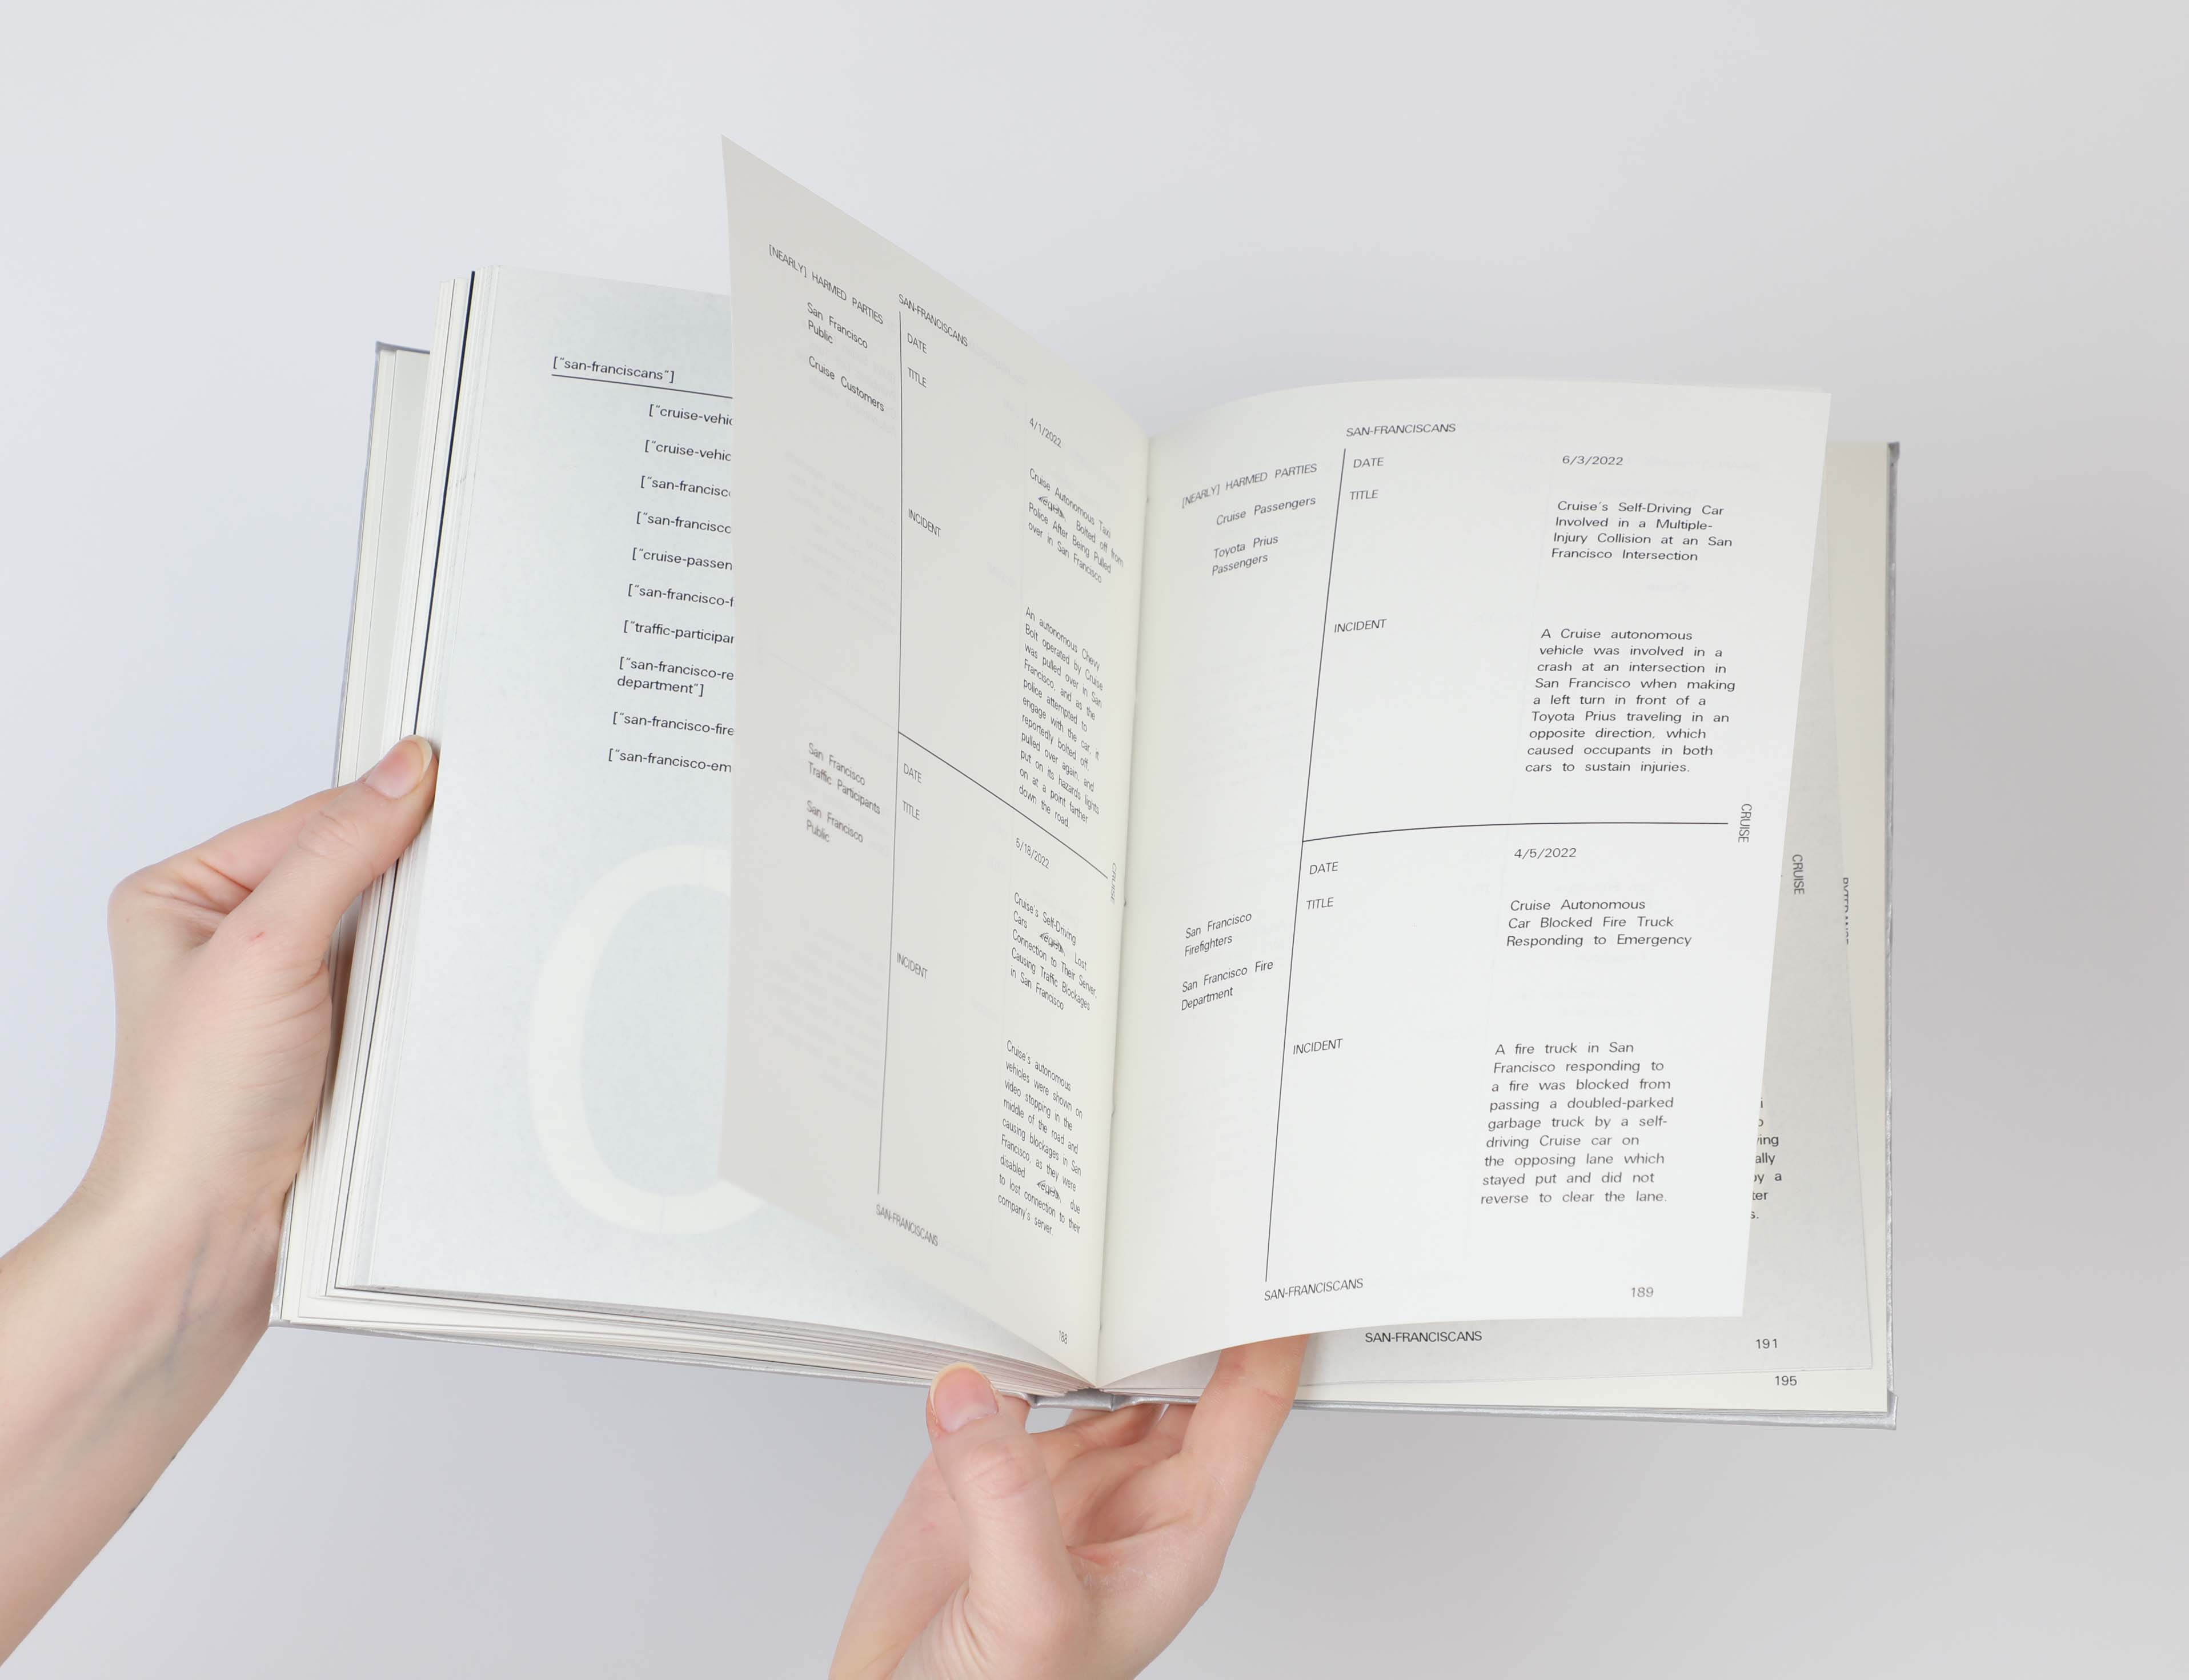 ["san-franciscans"]
["cruise-vehic
["cruise-vehic
["san-francisc
["san-francisco
["cruise-passen
["san-francisco-f
["traffic-participar
["san-francisco-re
department"]
["san-francisco-fire
["san-francisco-em
C
[NEARLY] HARMED PARTIES
San Francisco
Public
Cruise Customers
SAN-FRANCISCANS
DATE
4/1/2022
TITLE
Cruise Autonomous Taxi
Bolted off from
Police After Being Pulled
over in San Francisco
INCIDENT
An autonomous Chevy
Bolt operated by Cruise
was pulled over in San
Francisco, and as the
police attempted to
engage with the car, it
reportedly bolted off,
pulled over again, and
put on its hazards lights
on at a point farther
down the road.
San Francisco
Traffic Participants
San Francisco
Public
DATE
5/18/2022
TITLE
Cruise's Self-Driving
Cars Lost
Connection to Their Server,
Causing Traffic Blockages
in San Francisco
INCIDENT
Cruise's autonomous
vehicles were shown on
video stopping in the
middle of the road and
causing blockages in San
Francisco, as they were
disabled due
to lost connection to their
company's server.
CRUISE
SAN-FRANCISCANS
188
SAN-FRANCISCANS
[NEARLY] HARMED PARTIES
Cruise Passengers
Toyota Prius
Passengers
DATE
6/3/2022
TITLE
Cruise's Self-Driving Car
Involved in a Multiple-
Injury Collision at an San
Francisco Intersection
INCIDENT
A Cruise autonomous
vehicle was involved in a
crash at an intersection in
San Francisco when making
a left turn in front of a
Toyota Prius traveling in an
opposite direction, which
caused occupants in both
cars to sustain injuries.
CRUISE
San Francisco
Firefighters
San Francisco Fire
Department
DATE
4/5/2022
TITLE
Cruise Autonomous
Car Blocked Fire Truck
Responding to Emergency
INCIDENT
A fire truck in San
Francisco responding to
a fire was blocked from
passing a doubled-parked
garbage truck by a self-
driving Cruise car on
the opposing lane which
stayed put and did not
reverse to clear the lane.
SAN-FRANCISCANS
189
CRUISE
ing
ally
by a
ter
s.
SAN-FRANCISCANS
191
195